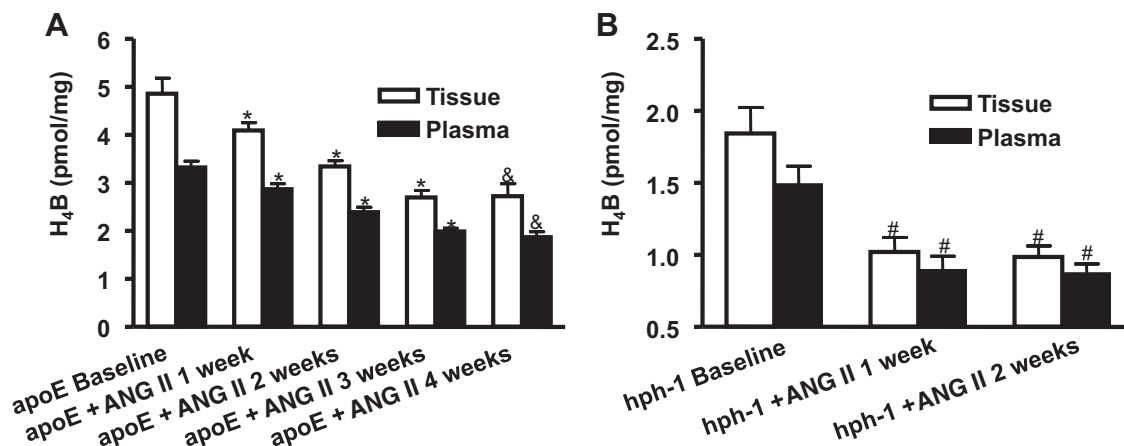 A
H4B (pmol/mg)
6
5
4
3
2
1
0
Tissue
Plasma
*
*
*
*
*
*
&
&
apoE Baseline
apoE + ANG II 1 week
apoE + ANG II 2 weeks
apoE + ANG II 3 weeks
apoE + ANG II 4 weeks
B
H4B (pmol/mg)
2.5
2.0
1.5
1.0
0.5
Tissue
Plasma
#
#
#
#
hph-1 Baseline
hph-1 +ANG II 1 week
hph-1 +ANG II 2 weeks